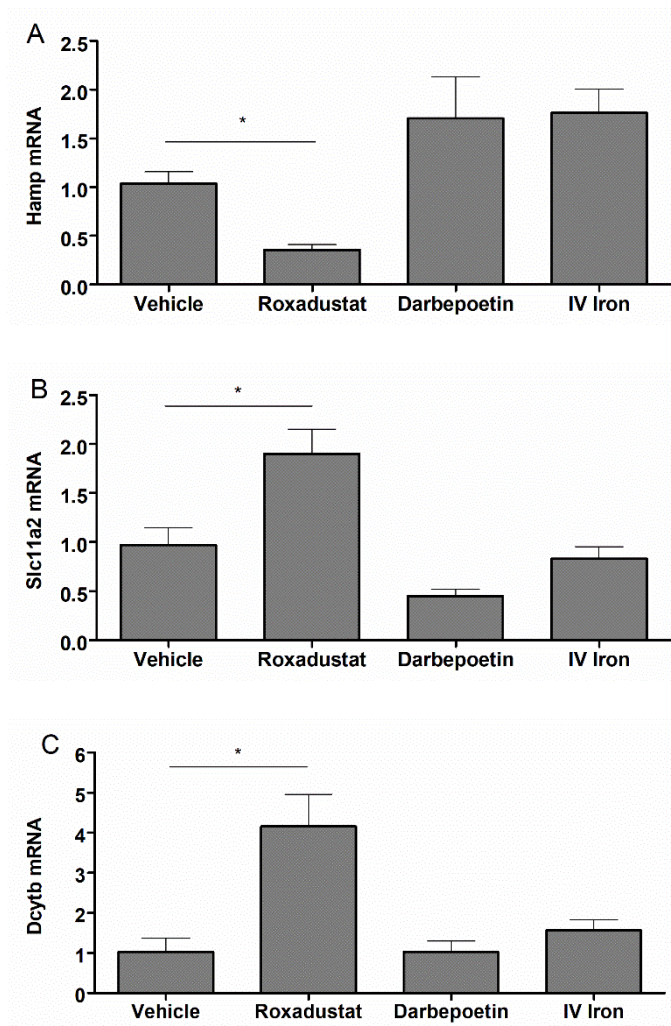 A
Hamp mRNA
2.5
2.0
1.5
1.0
0.5
0.0
*
Vehicle Roxadustat Darbepoetin IV Iron
B
Slc11a2 mRNA
2.5
2.0
1.5
1.0
0.5
0.0
*
Vehicle Roxadustat Darbepoetin IV Iron
C
Dcytb mRNA
6
5
4
3
2
1
0
*
Vehicle Roxadustat Darbepoetin IV Iron